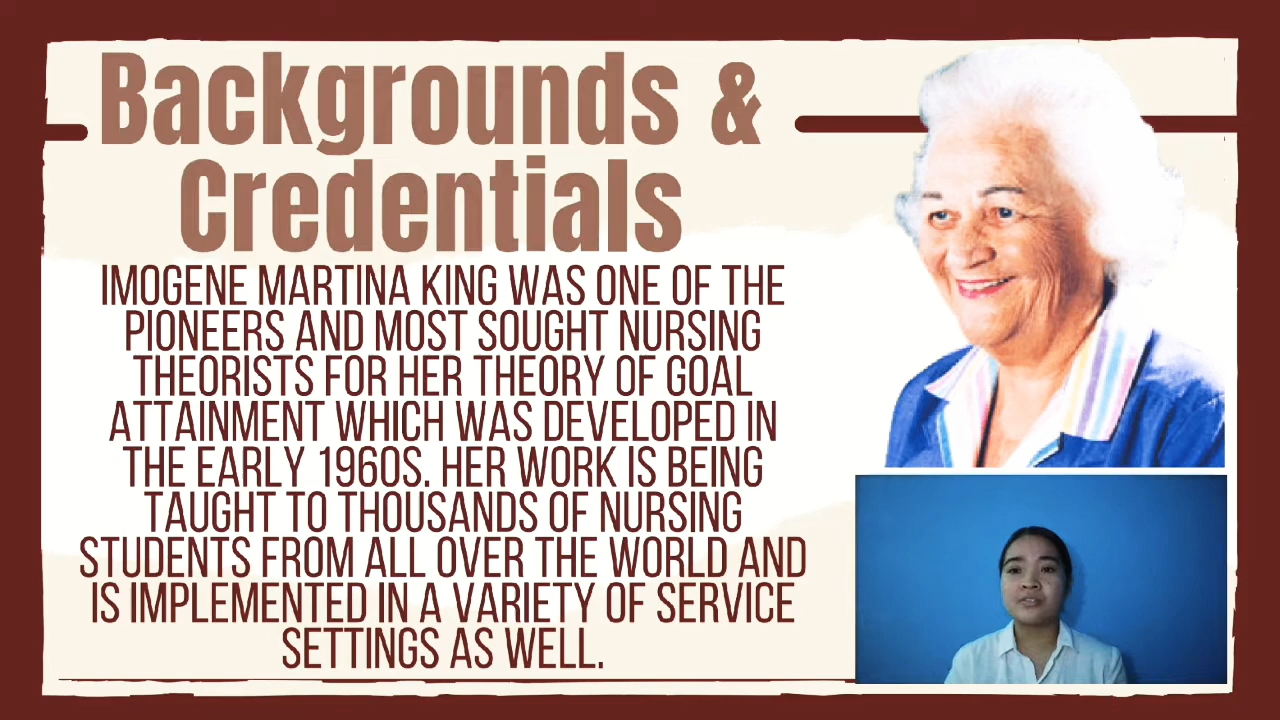 Backgrounds &
Credentials
IMOGENE MARTINA KING WAS ONE OF THE
PIONEERS AND MOST SOUGHT NURSING
THEORISTS FOR HER THEORY OF GOAL
ATTAINMENT WHICH WAS DEVELOPED IN
THE EARLY 1960S. HER WORK IS BEING
TAUGHT TO THOUSANDS OF NURSING
STUDENTS FROM ALL OVER THE WORLD AND
IS IMPLEMENTED IN A VARIETY OF SERVICE
SETTINGS AS WELL.